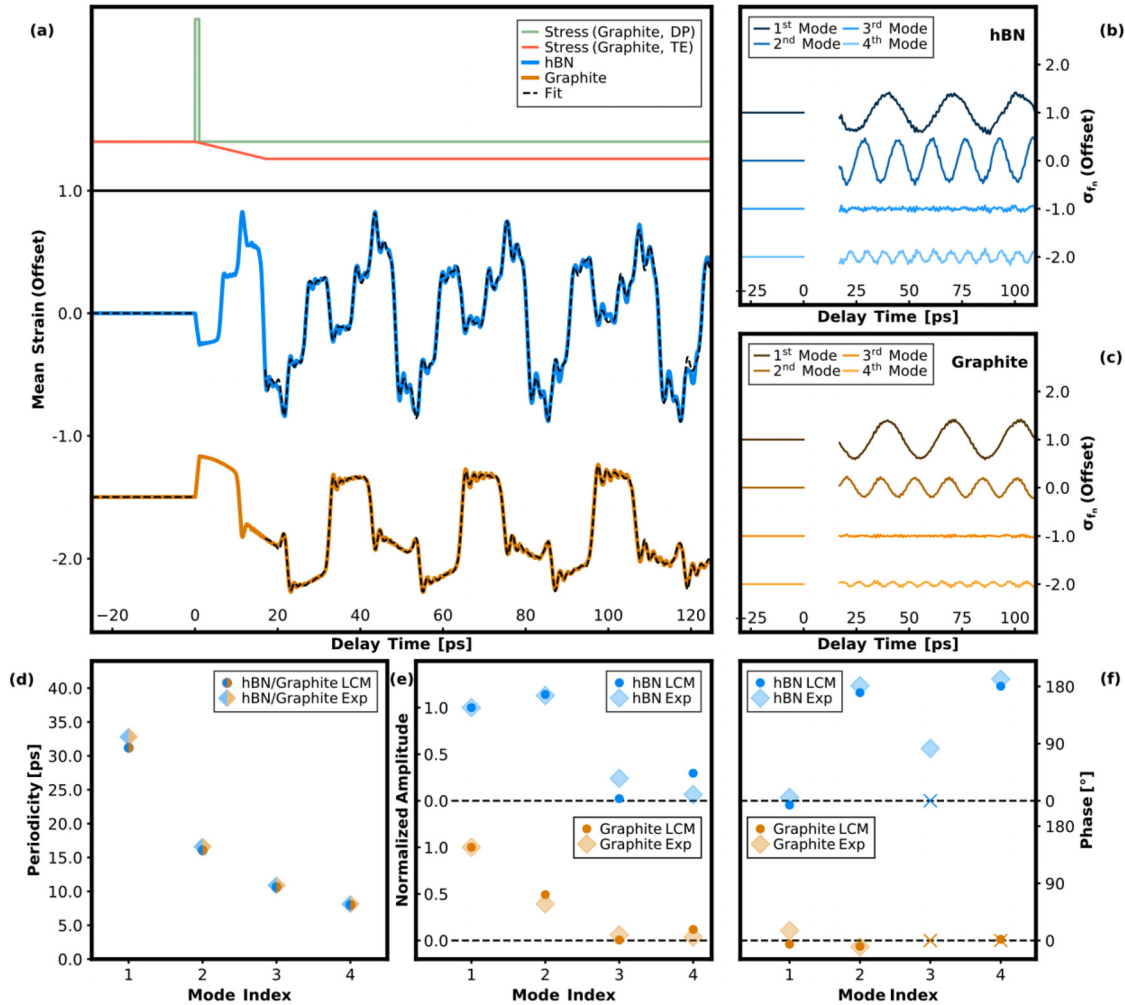 (a)
Stress (Graphite, DP)
Stress (Graphite, TE)
hBN
Graphite
Fit
Mean Strain (Offset)
1.0
0.0
-1.0
-2.0
−20
0
20
40
60
80
100
120
Delay Time [ps]
(b)
hBN
1st Mode
2nd Mode
3rd Mode
4th Mode
2.0
1.0
0.0
-1.0
-2.0
σfn (Offset)
−25
0
25
50
75
100
Delay Time [ps]
(c)
Graphite
1st Mode
2nd Mode
3rd Mode
4th Mode
2.0
1.0
0.0
-1.0
-2.0
σfn (Offset)
−25
0
25
50
75
100
Delay Time [ps]
(d)
hBN/Graphite LCM
hBN/Graphite Exp
Periodicity [ps]
40.0
35.0
30.0
25.0
20.0
15.0
10.0
5.0
0.0
1
2
3
4
Mode Index
(e)
hBN LCM
hBN Exp
Graphite LCM
Graphite Exp
Normalized Amplitude
1.0
0.5
0.0
1.0
0.5
0.0
1
2
3
4
Mode Index
(f)
hBN LCM
hBN Exp
Graphite LCM
Graphite Exp
180
90
0
180
90
0
Phase [°]
1
2
3
4
Mode Index